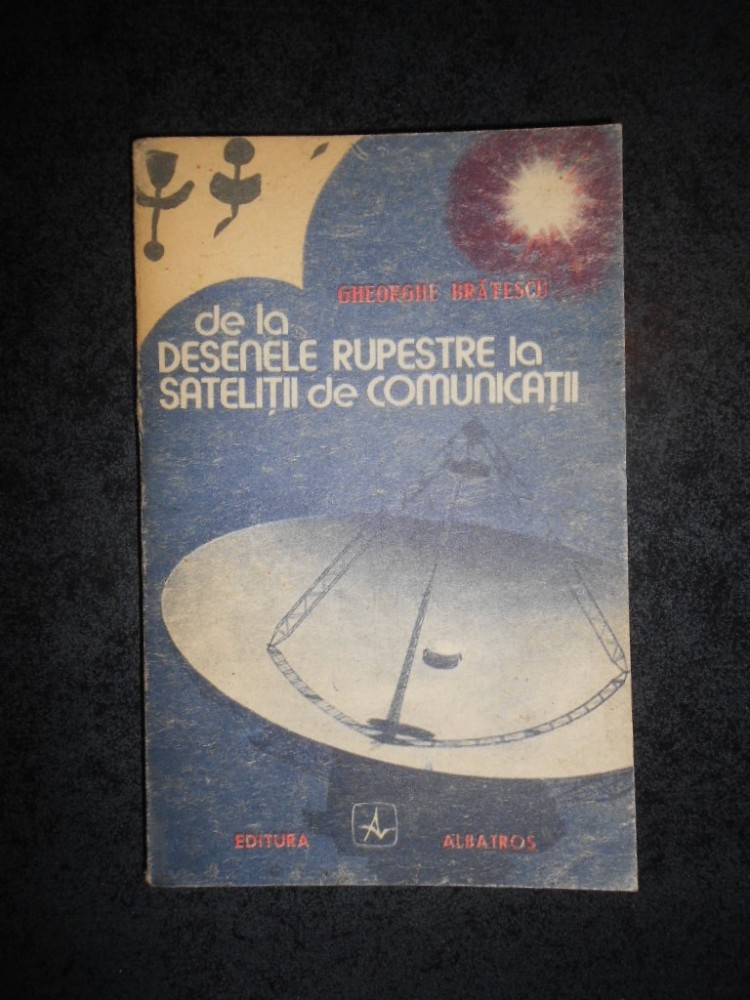 GHEORGHE BRĂTESCU
de la
DESENELE RUPESTRE la
SATELIȚII de COMUNICAȚII
EDITURA ALBATROS